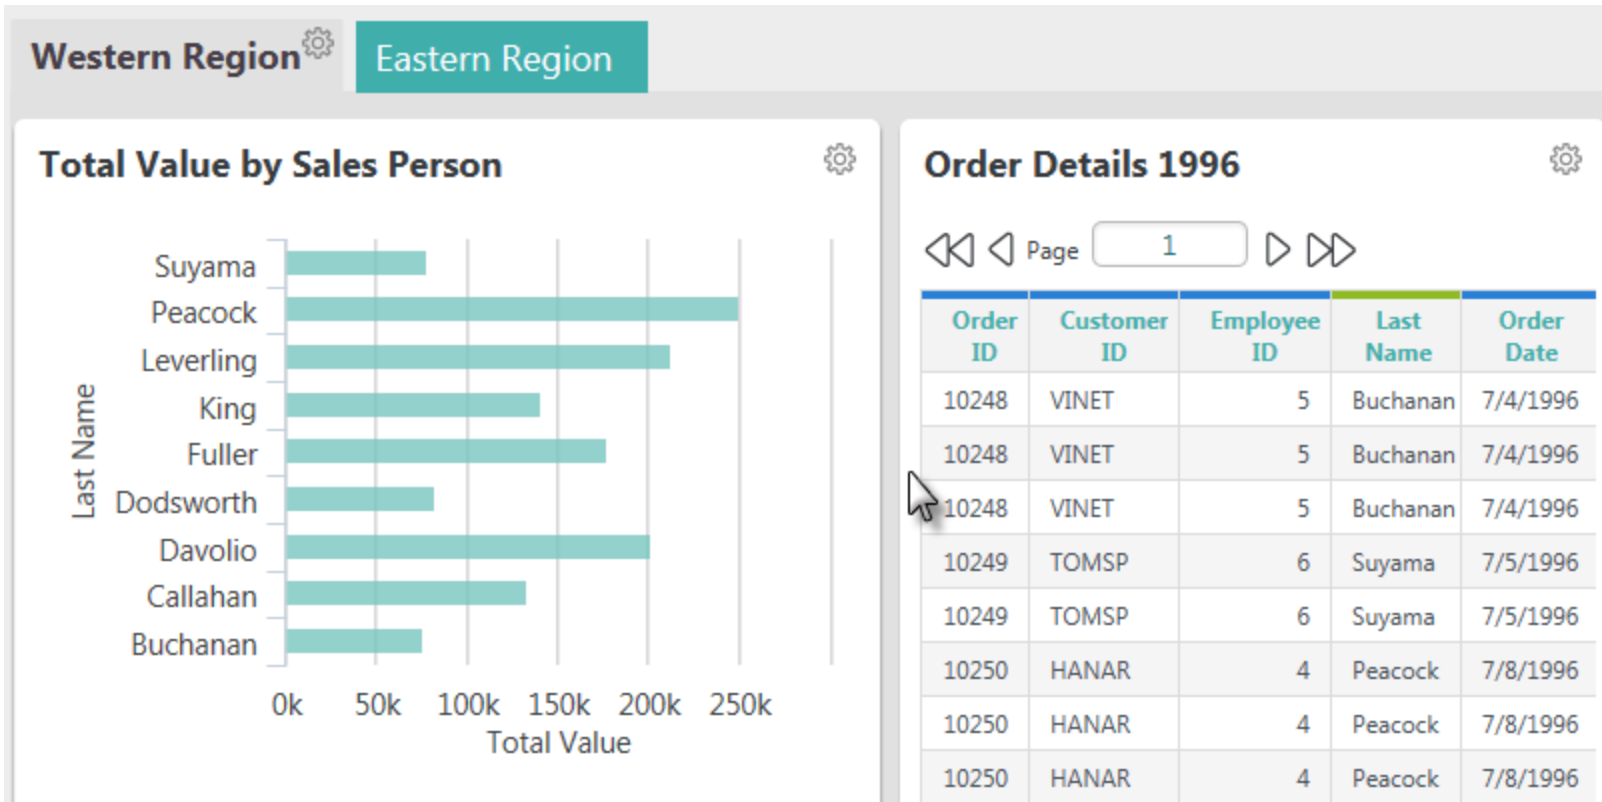 Western Region
Eastern Region
Total Value by Sales Person
Suyama
Peacock
Leverling
King
Fuller
Dodsworth
Davolio
Callahan
Buchanan
Last Name
0k 50k 100k 150k 200k 250k
Total Value
Order Details 1996
Page 1
Order ID Customer ID Employee ID Last Name Order Date
10248 VINET 5 Buchanan 7/4/1996
10248 VINET 5 Buchanan 7/4/1996
10248 VINET 5 Buchanan 7/4/1996
10249 TOMSP 6 Suyama 7/5/1996
10249 TOMSP 6 Suyama 7/5/1996
10250 HANAR 4 Peacock 7/8/1996
10250 HANAR 4 Peacock 7/8/1996
10250 HANAR 4 Peacock 7/8/1996